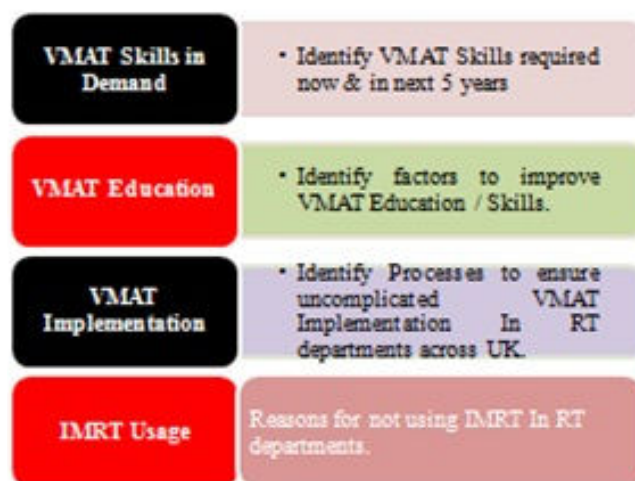 VMAT Skills in
Demand
• Identify VMAT Skills required
now & in next 5 years
VMAT Education
• Identify factors to improve
VMAT Education / Skills.
VMAT
Implementation
• Identify Processes to ensure
uncomplicated VMAT
Implementation In RT
departments across UK.
IMRT Usage
Reasons for not using IMRT In RT
departments.